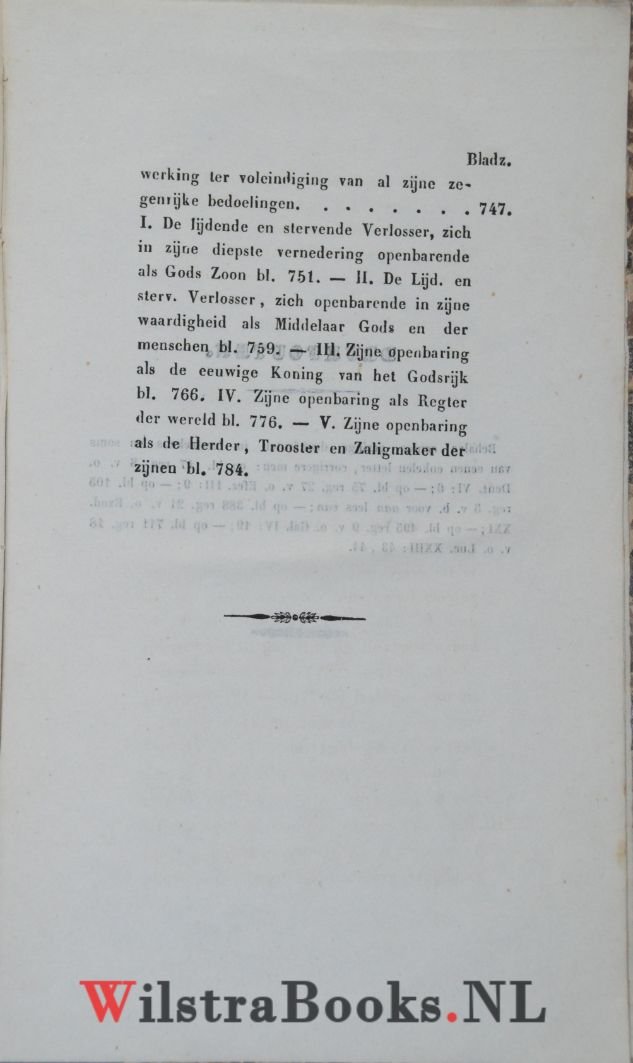 Bladz.
werking ter voleindiging van al zijne ze-
genrijke bedoelingen. . . . . . . . 747.
I. De lijdende en stervende Verlosser, zich
in zijne diepste vernedering openbarende
als Gods Zoon bl. 751. — II. De Lijd. en
sterv. Verlosser, zich openbarende in zijne
waardigheid als Middelaar Gods en der
menschen bl. 759. — III. Zijne openbaring
als de eeuwige Koning van het Godsrijk
bl. 766. IV. Zijne openbaring als Regter
der wereld bl. 776. — V. Zijne openbaring
als de Herder, Trooster en Zaligmaker der
zijnen bl. 784.
WilstraBooks.NL